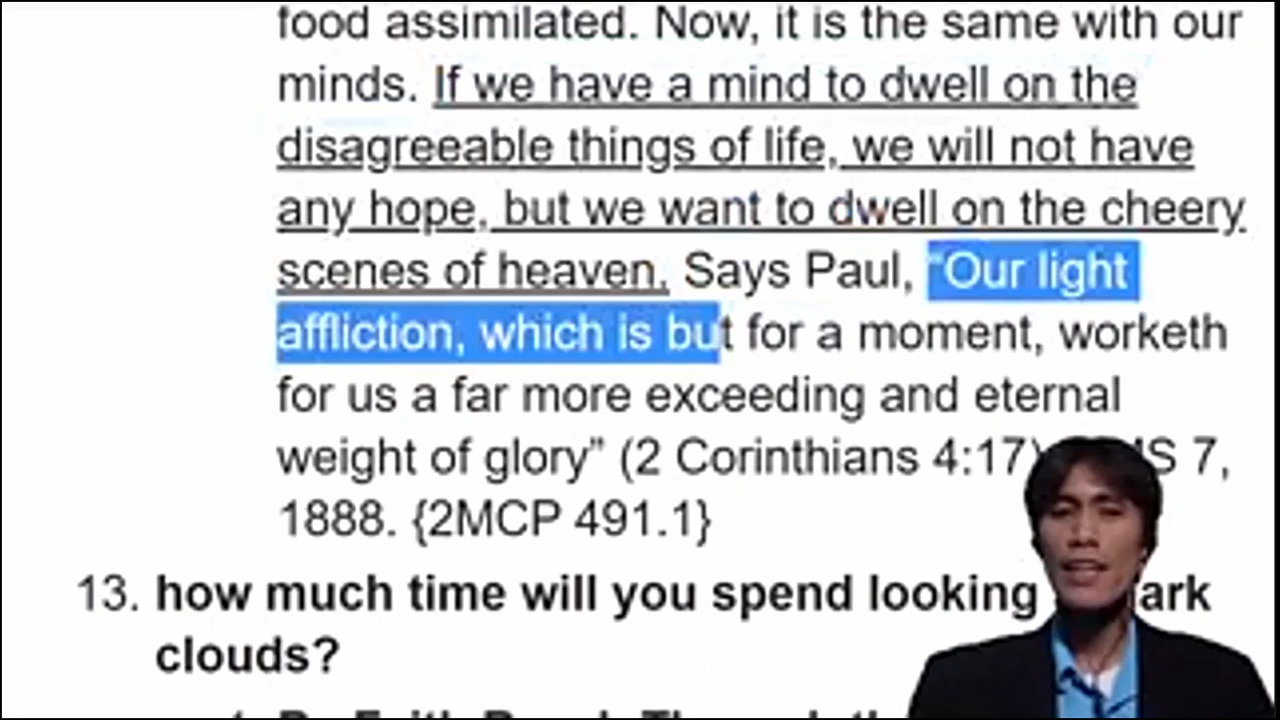 food assimilated. Now, it is the same with our
minds. If we have a mind to dwell on the
disagreeable things of life, we will not have
any hope, but we want to dwell on the cheery
scenes of heaven. Says Paul, “Our light
affliction, which is but for a moment, worketh
for us a far more exceeding and eternal
weight of glory” (2 Corinthians 4:17) 7,
1888. {2MCP 491.1}
13. how much time will you spend looking
clouds?